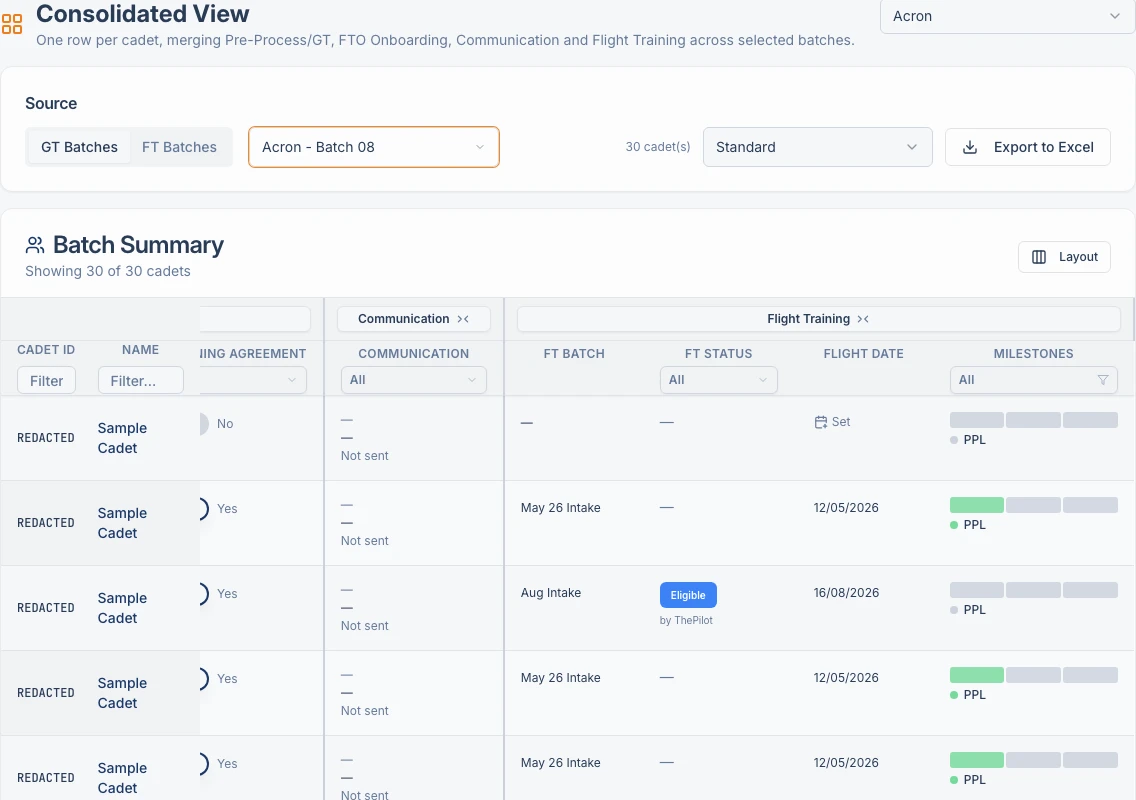 Consolidated View
One row per cadet, merging Pre-Process/GT, FTO Onboarding, Communication and Flight Training across selected batches.
Acron
Source
GT Batches FT Batches Acron - Batch 08 30 cadet(s) Standard Export to Excel
Batch Summary
Showing 30 of 30 cadets
Layout
Communication Flight Training
CADET ID NAME NING AGREEMENT COMMUNICATION FT BATCH FT STATUS FLIGHT DATE MILESTONES
Filter Filter... All All All
REDACTED Sample Cadet No — — Not sent — — Set PPL
REDACTED Sample Cadet Yes — — Not sent May 26 Intake — 12/05/2026 PPL
REDACTED Sample Cadet Yes — — Not sent Aug Intake Eligible by ThePilot 16/08/2026 PPL
REDACTED Sample Cadet Yes — — Not sent May 26 Intake — 12/05/2026 PPL
REDACTED Sample Cadet Yes — — Not sent May 26 Intake — 12/05/2026 PPL